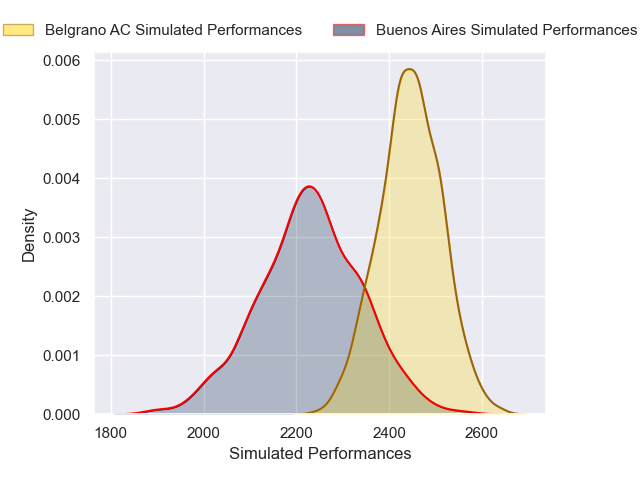 Belgrano AC Simulated Performances Buenos Aires Simulated Performances
0.006
0.005
0.004
0.003
0.002
0.001
0.000
Density
1800 2000 2200 2400 2600
Simulated Performances